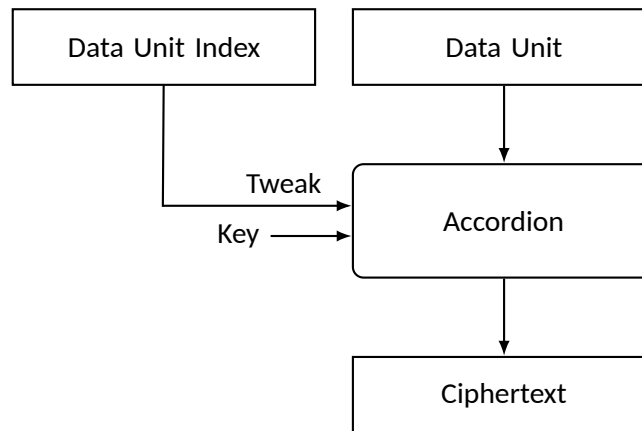 Data Unit Index
Data Unit
Tweak
Key
Accordion
Ciphertext